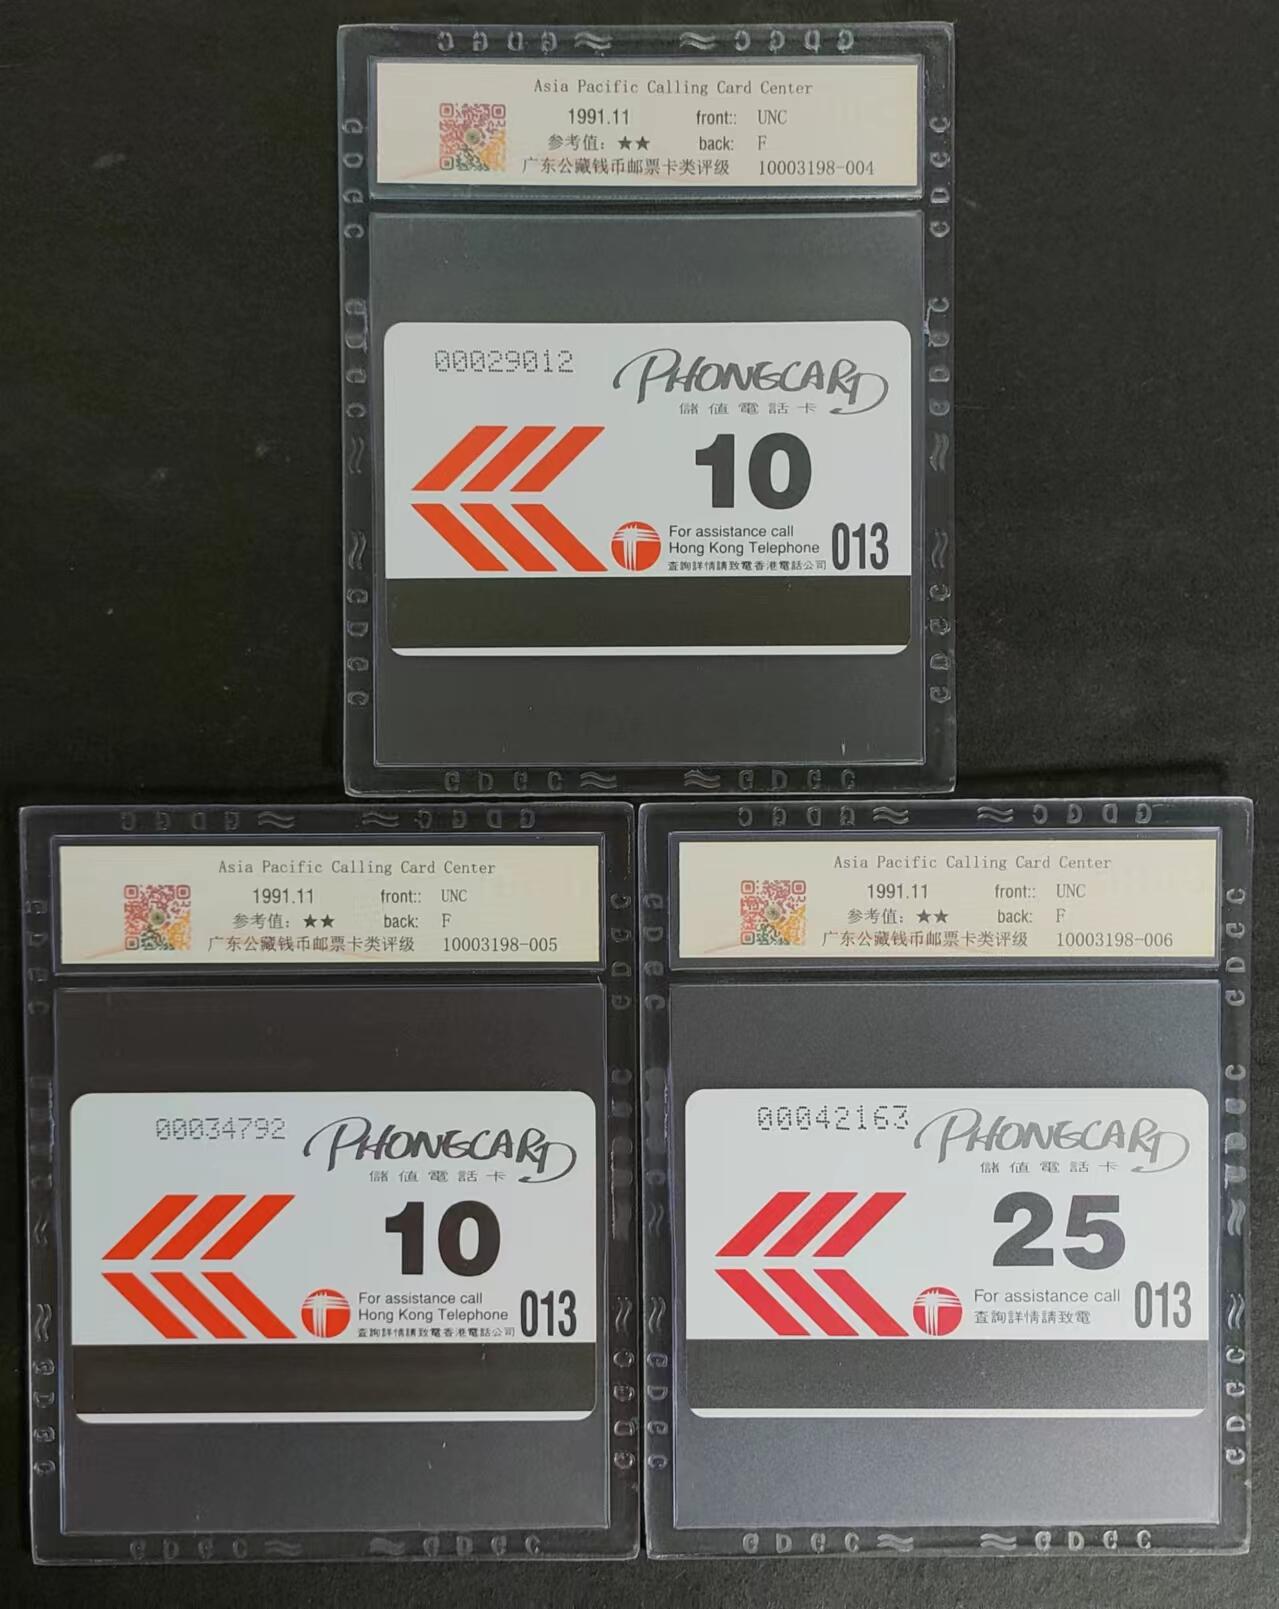 Asia Pacific Calling Card Center
1991.11 front:: UNC
参考值: ★★ back: F
广东公藏钱币邮票卡类评级 10003198-004
00029012
PHONECARD
儲值電話卡
10
For assistance call
Hong Kong Telephone
查詢詳情請致電香港電話公司 013
GDGC
Asia Pacific Calling Card Center
1991.11 front:: UNC
参考值: ★★ back: F
广东公藏钱币邮票卡类评级 10003198-005
00034792
PHONECARD
儲值電話卡
10
For assistance call
Hong Kong Telephone
查詢詳情請致電香港電話公司 013
GDGC
Asia Pacific Calling Card Center
1991.11 front:: UNC
参考值: ★★ back: F
广东公藏钱币邮票卡类评级 10003198-006
00042163
PHONECARD
儲值電話卡
25
For assistance call
查詢詳情請致電 013
GDGC